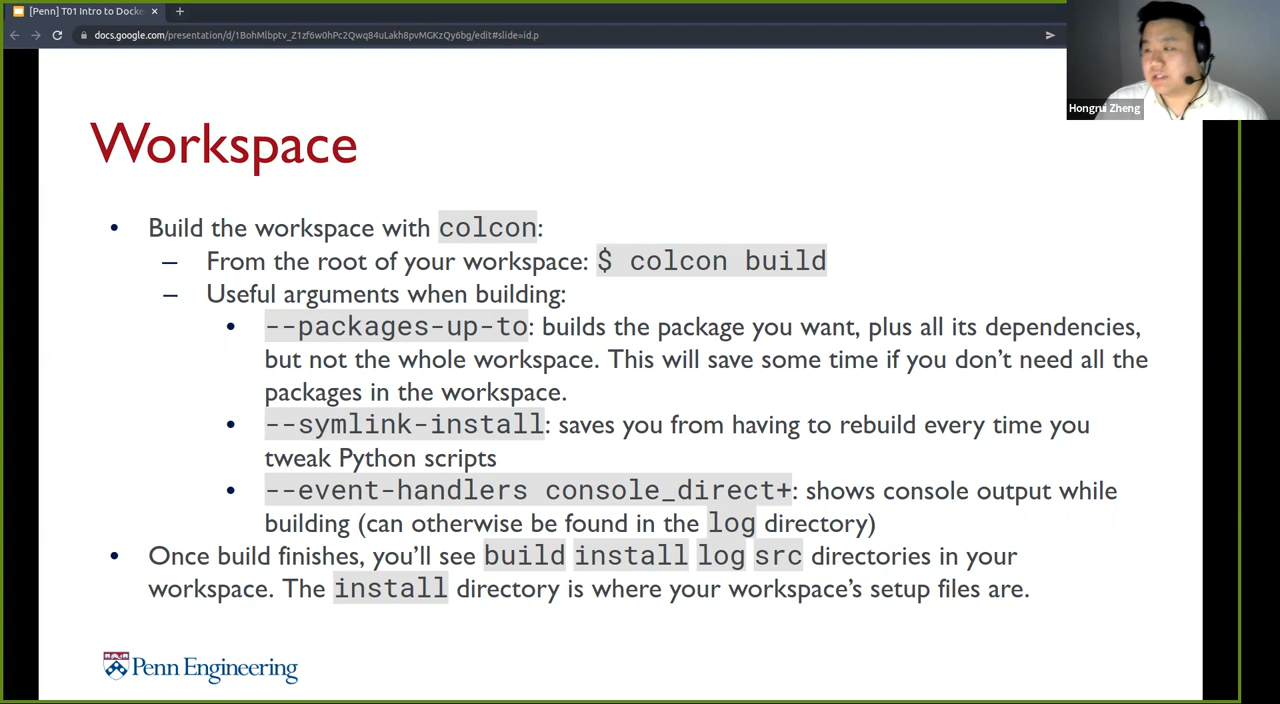 [Penn] T01 Intro to Docke
docs.google.com/presentation/d/1BohMlbptv_Z1zf6w0hPc2Qwq84uLakh8pvMGKzQy6bg/edit#slide=id.p
Hongrui Zheng
Workspace
• Build the workspace with colcon:
– From the root of your workspace: $ colcon build
– Useful arguments when building:
• --packages-up-to: builds the package you want, plus all its dependencies,
but not the whole workspace. This will save some time if you don’t need all the
packages in the workspace.
• --symlink-install: saves you from having to rebuild every time you
tweak Python scripts
• --event-handlers console_direct+: shows console output while
building (can otherwise be found in the log directory)
• Once build finishes, you’ll see build install log src directories in your
workspace. The install directory is where your workspace’s setup files are.
Penn Engineering